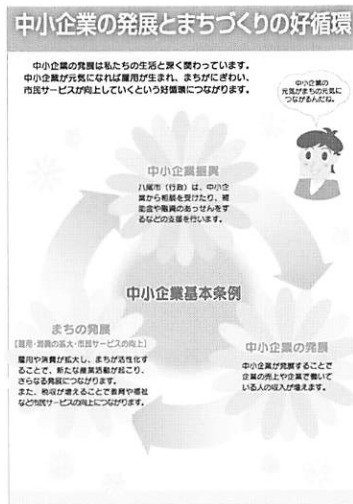 中小企業の発展とまちづくりの好循環
中小企業の発展は私たちの生活と深く関わっています。
中小企業が元気になれば雇用が生まれ、まちがにぎわい、
市民サービスが向上していくという好循環につながります。
中小企業の
元気がまちの元気に
つながるんだね。
中小企業振興
八尾市（行政）は、中小企
業から相談を受けたり、補
助金や融資のあっせんをす
るなどの支援を行います。
中小企業基本条例
まちの発展
[雇用・消費の拡大・市民サービスの向上]
雇用や消費が拡大し、まちが活性化す
ることで、新たな産業活動が起こり、
さらなる発展につながります。
また、税収が増えることで教育や福祉
など市民サービスの向上につながります。
中小企業の発展
中小企業が発展することで
企業の売上や企業で働いて
いる人の収入が増えます。